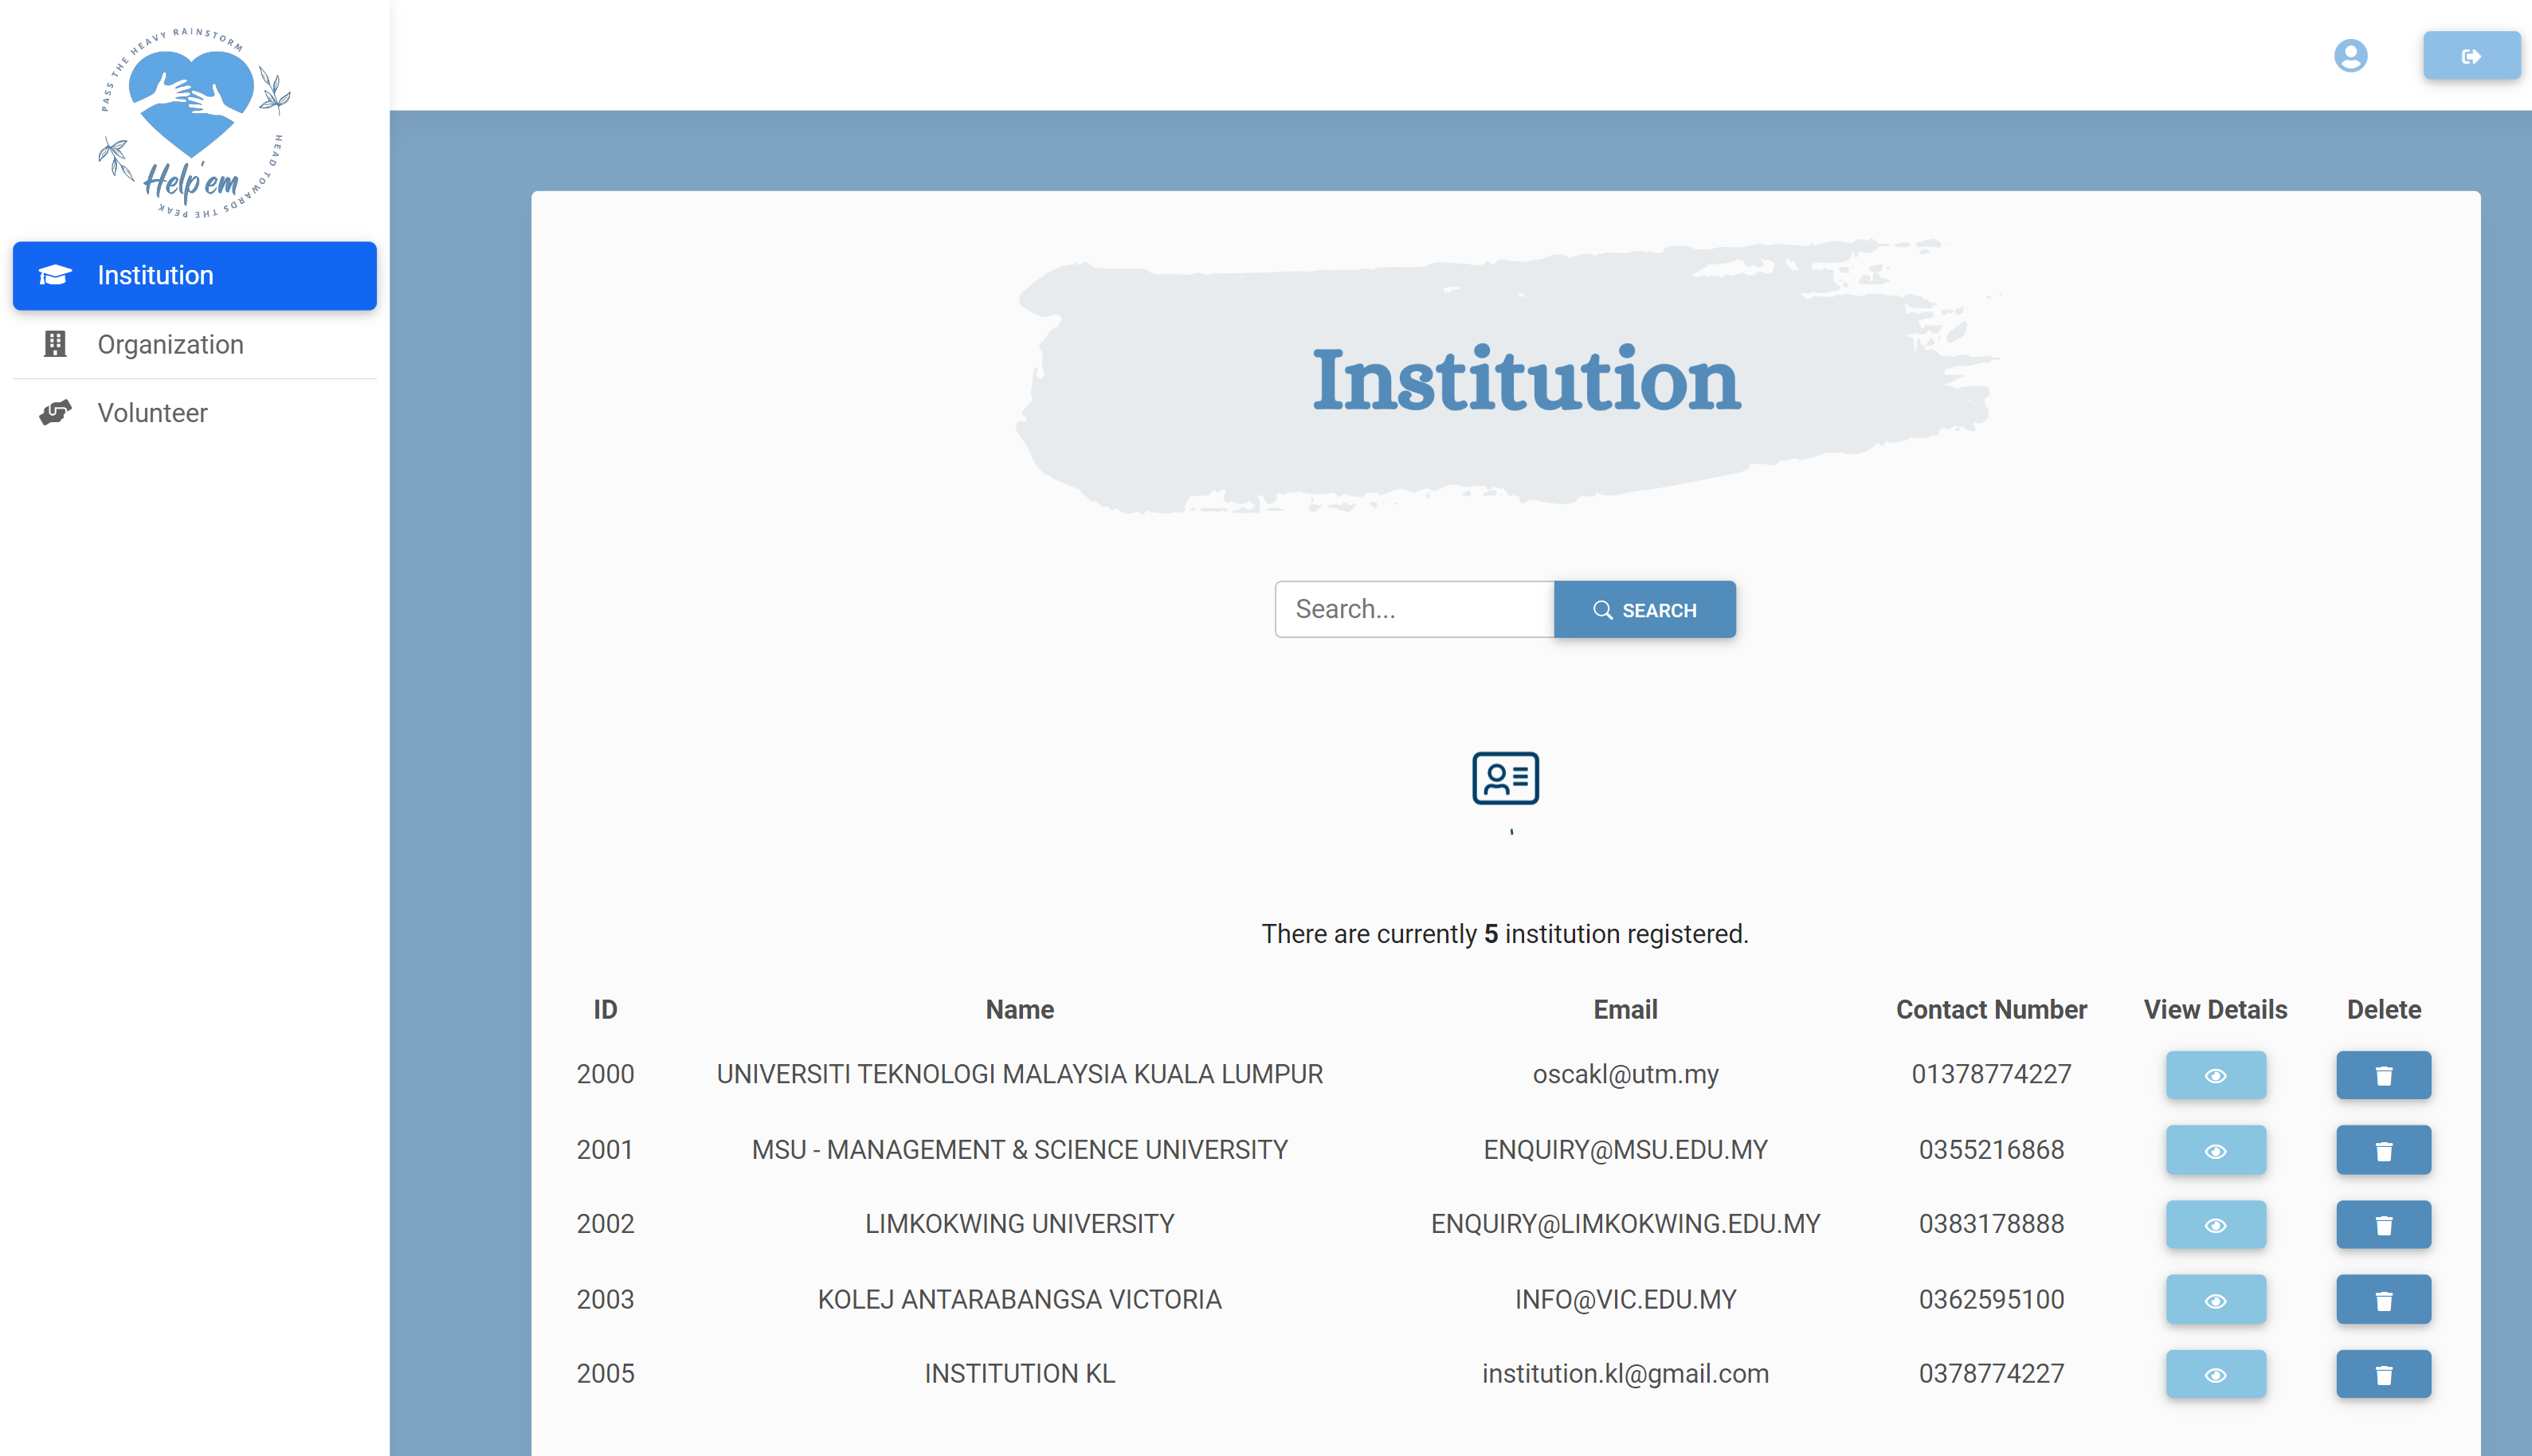 PASS THE HEAVY RAINSTORM
HEAD TOWARDS THE PEAK
Help'em
Institution
Organization
Volunteer
Institution
Search...
SEARCH
There are currently 5 institution registered.
ID Name Email Contact Number View Details Delete
2000 UNIVERSITI TEKNOLOGI MALAYSIA KUALA LUMPUR oscakl@utm.my 01378774227
2001 MSU - MANAGEMENT & SCIENCE UNIVERSITY ENQUIRY@MSU.EDU.MY 0355216868
2002 LIMKOKWING UNIVERSITY ENQUIRY@LIMKOKWING.EDU.MY 0383178888
2003 KOLEJ ANTARABANGSA VICTORIA INFO@VIC.EDU.MY 0362595100
2005 INSTITUTION KL institution.kl@gmail.com 0378774227